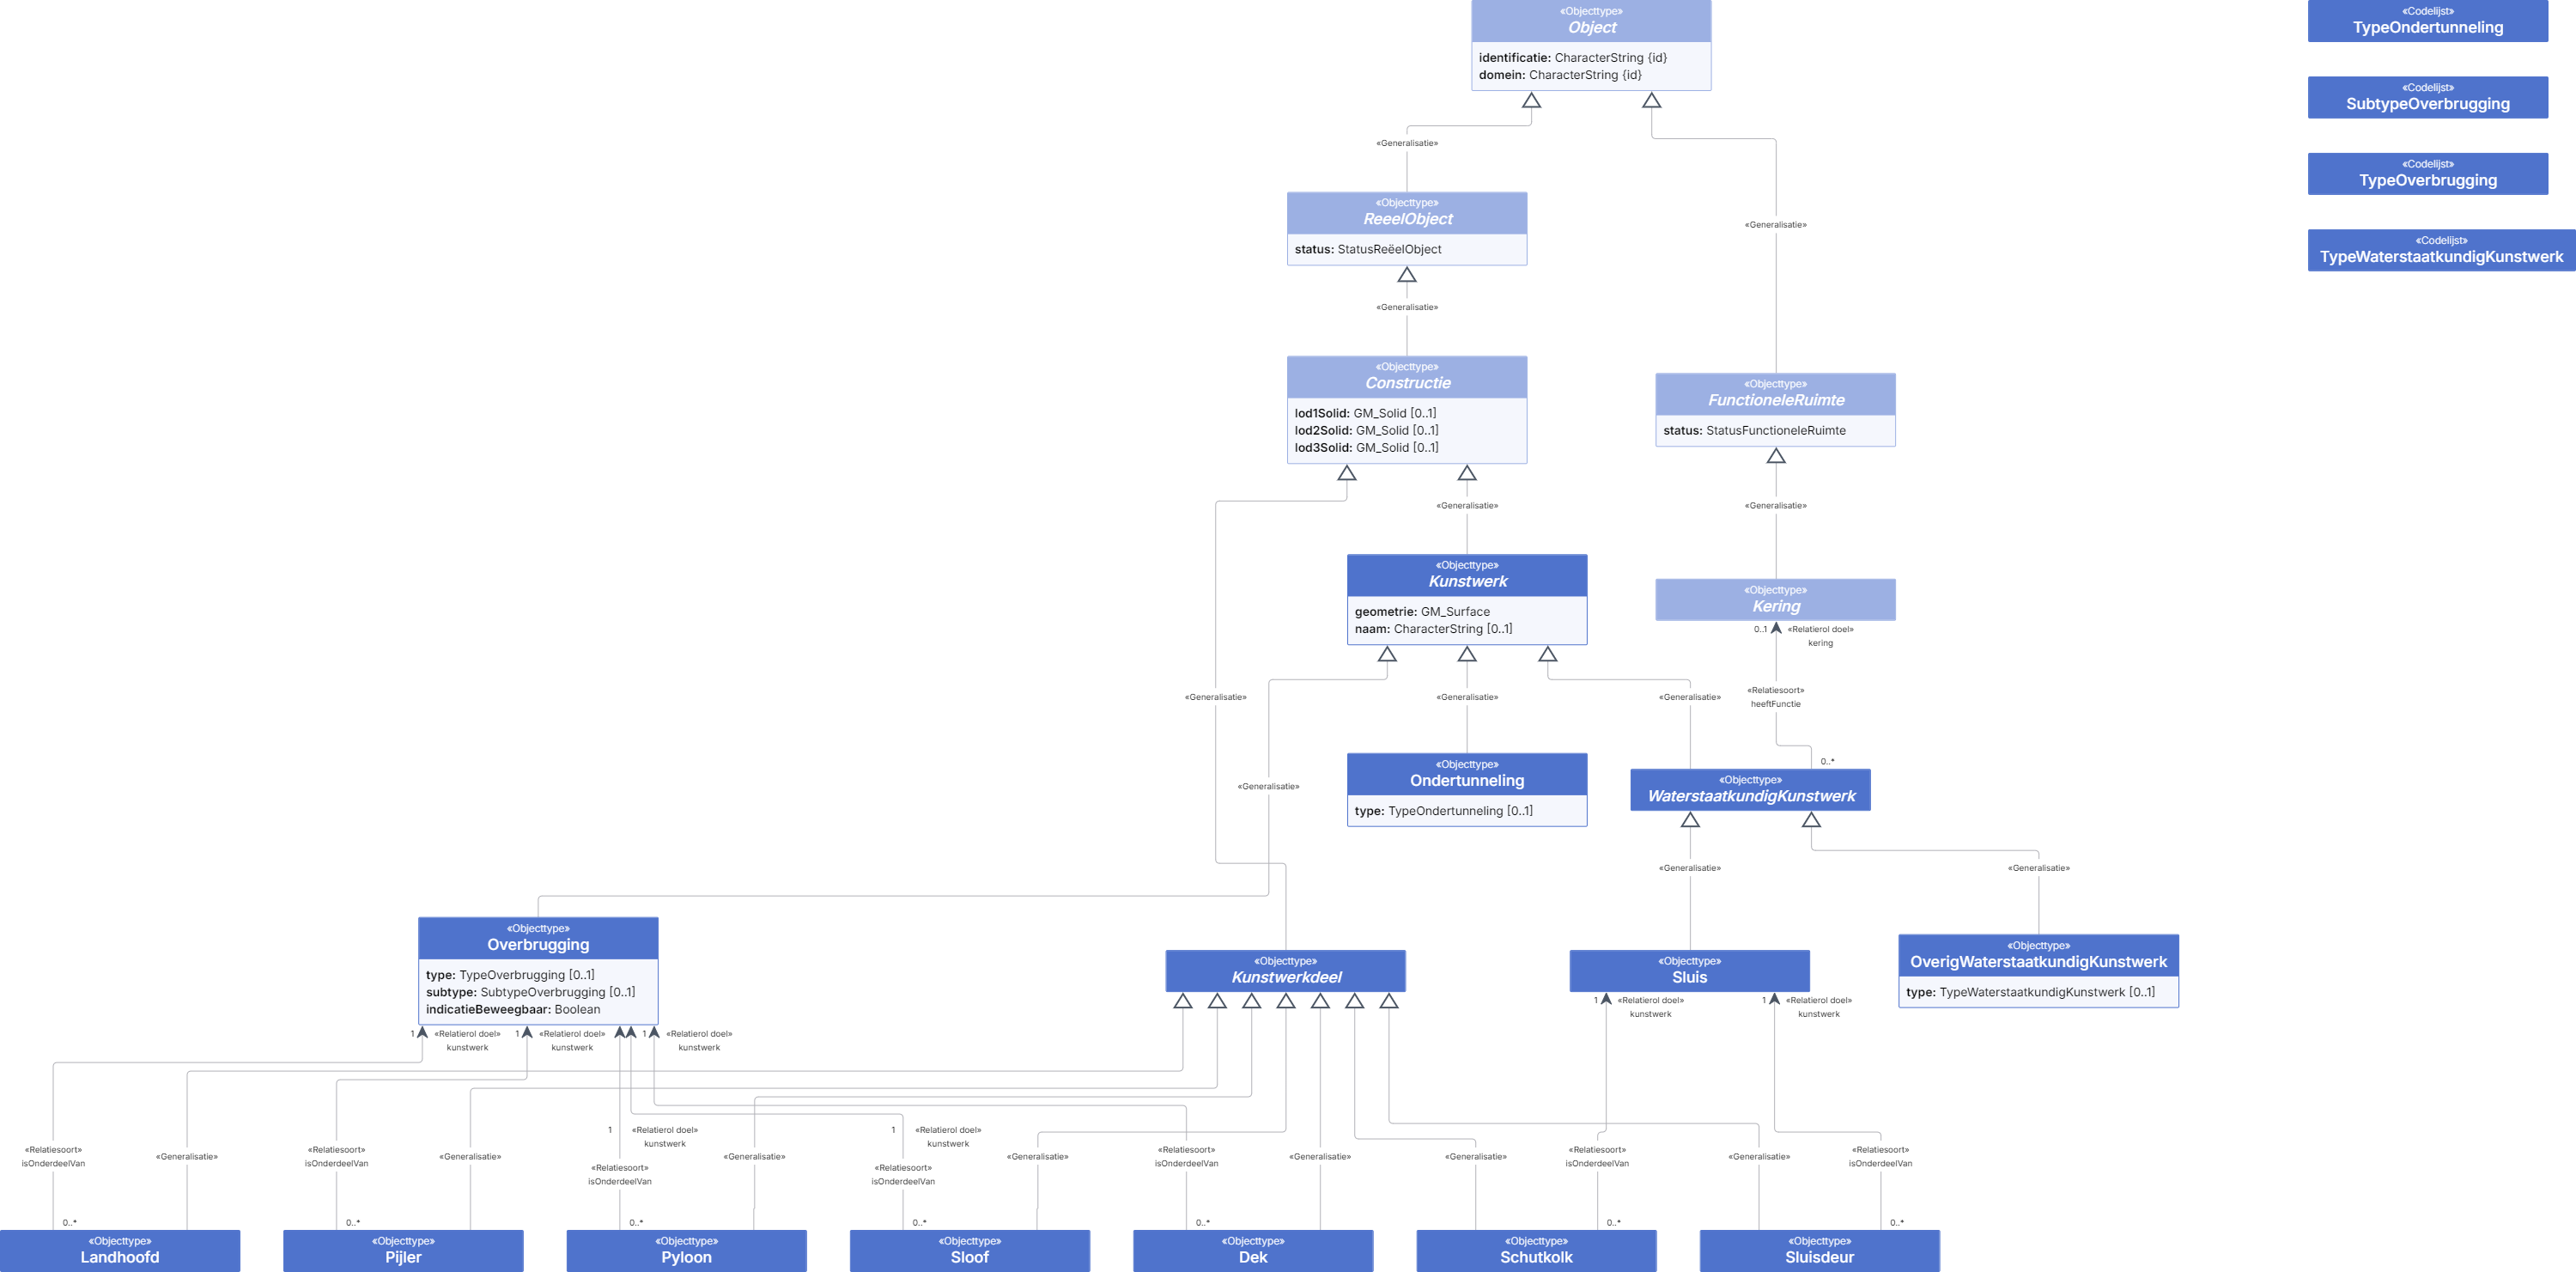 «Objecttype»
Object
identificatie: CharacterString {id}
domein: CharacterString {id}
«Codelijst»
TypeOndertunneling
«Codelijst»
SubtypeOverbrugging
«Codelijst»
TypeOverbrugging
«Codelijst»
TypeWaterstaatkundigKunstwerk
«Generalisatie»
«Generalisatie»
«Objecttype»
ReeelObject
status: StatusReëelObject
«Generalisatie»
«Objecttype»
Constructie
lod1Solid: GM_Solid [0..1]
lod2Solid: GM_Solid [0..1]
lod3Solid: GM_Solid [0..1]
«Objecttype»
FunctioneleRuimte
status: StatusFunctioneleRuimte
«Generalisatie»
«Generalisatie»
«Objecttype»
Kunstwerk
geometrie: GM_Surface
naam: CharacterString [0..1]
«Objecttype»
Kering
0..1
«Relatierol doel»
kering
«Generalisatie»
«Generalisatie»
«Generalisatie»
«Relatiesoort»
heeftFunctie
0..*
«Generalisatie»
«Objecttype»
Ondertunneling
type: TypeOndertunneling [0..1]
«Objecttype»
WaterstaatkundigKunstwerk
«Generalisatie»
«Generalisatie»
«Objecttype»
Overbrugging
type: TypeOverbrugging [0..1]
subtype: SubtypeOverbrugging [0..1]
indicatieBeweegbaar: Boolean
«Objecttype»
Kunstwerkdeel
«Objecttype»
Sluis
«Objecttype»
OverigWaterstaatkundigKunstwerk
type: TypeWaterstaatkundigKunstwerk [0..1]
1
«Relatierol doel»
kunstwerk
1
«Relatierol doel»
kunstwerk
1
«Relatierol doel»
kunstwerk
1
«Relatierol doel»
kunstwerk
1
«Relatierol doel»
kunstwerk
1
«Relatierol doel»
kunstwerk
1
«Relatierol doel»
kunstwerk
«Relatiesoort»
isOnderdeelVan
«Generalisatie»
«Relatiesoort»
isOnderdeelVan
«Generalisatie»
«Relatiesoort»
isOnderdeelVan
«Generalisatie»
«Relatiesoort»
isOnderdeelVan
«Generalisatie»
«Relatiesoort»
isOnderdeelVan
«Generalisatie»
«Generalisatie»
«Relatiesoort»
isOnderdeelVan
«Generalisatie»
«Relatiesoort»
isOnderdeelVan
0..*
0..*
0..*
0..*
0..*
0..*
0..*
«Objecttype»
Landhoofd
«Objecttype»
Pijler
«Objecttype»
Pyloon
«Objecttype»
Sloof
«Objecttype»
Dek
«Objecttype»
Schutkolk
«Objecttype»
Sluisdeur